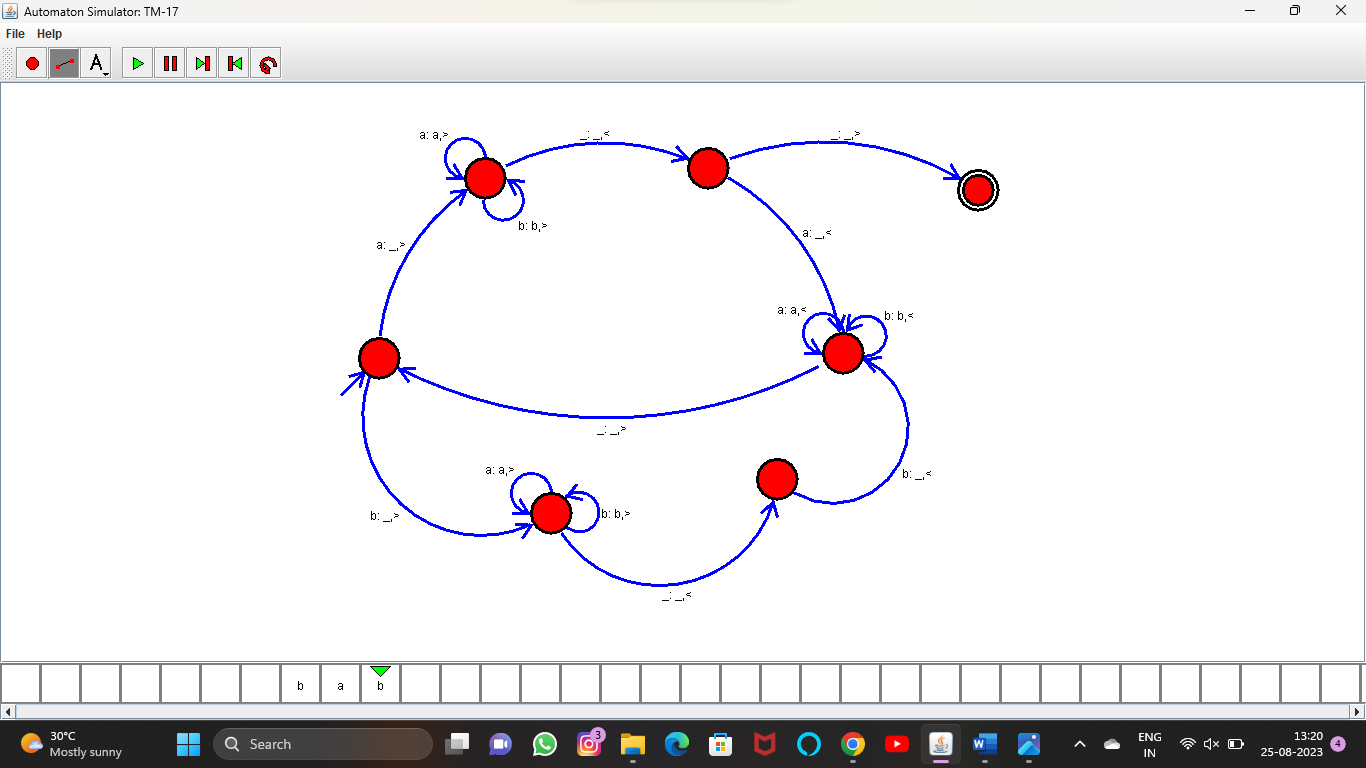 Automaton Simulator: TM-17
File Help
A
a: a,>
_: _,<
_: _,>
b: b,>
a: _,>
a: _,<
a: a,<
b: b,<
_: _,>
a: a,>
b: _,<
b: _,>
b: b,>
_: _,<
b a b
30°C
Mostly sunny
Search
3
W
ENG
IN
13:20
25-08-2023
4